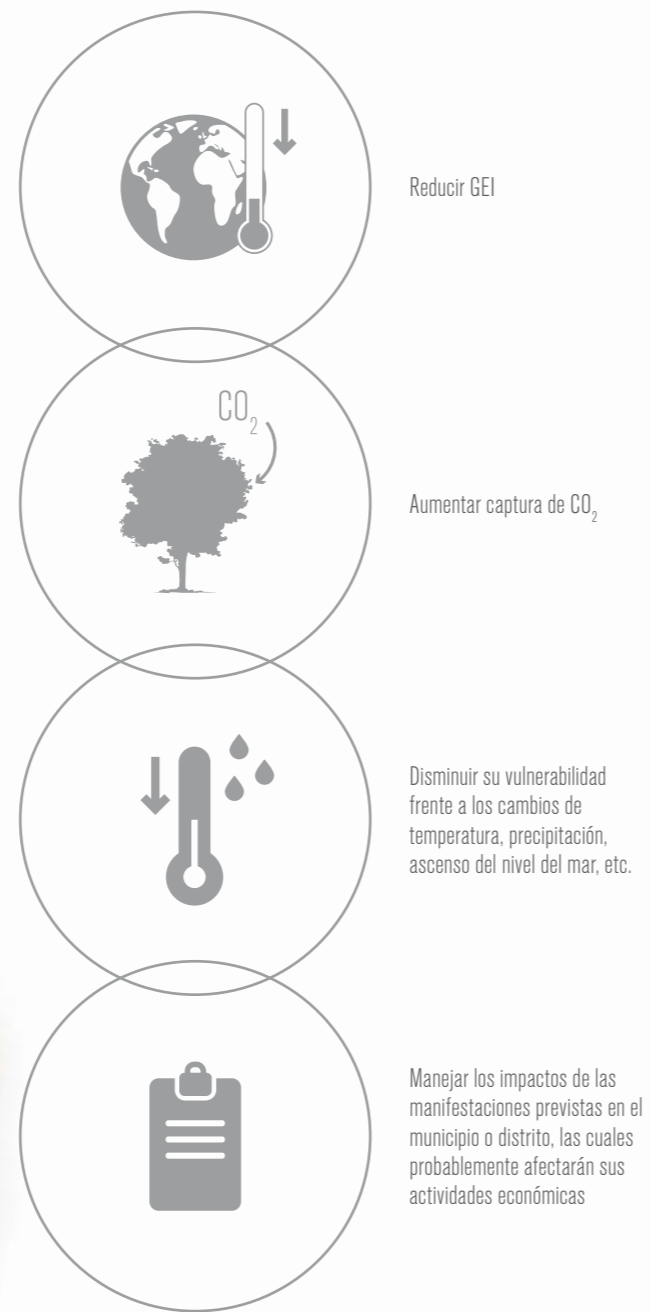 Reducir GEI
CO₂
Aumentar captura de CO₂
Disminuir su vulnerabilidad
frente a los cambios de
temperatura, precipitación,
ascenso del nivel del mar, etc.
Manejar los impactos de las
manifestaciones previstas en el
municipio o distrito, las cuales
probablemente afectarán sus
actividades económicas